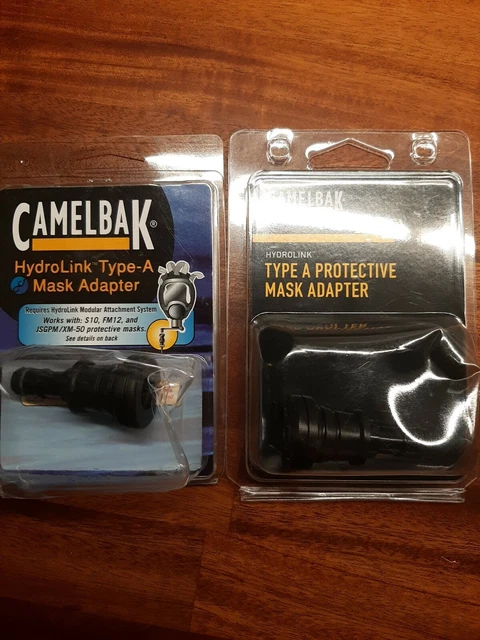 CAMELBAK®
HydroLink Type-A
Mask Adapter
Requires HydroLink Modular Attachment System
Works with: S10, FM12, and
JSGPM/XM-50 protective masks.
See details on back
CAMELBAK
HYDROLINK
TYPE A PROTECTIVE
MASK ADAPTER